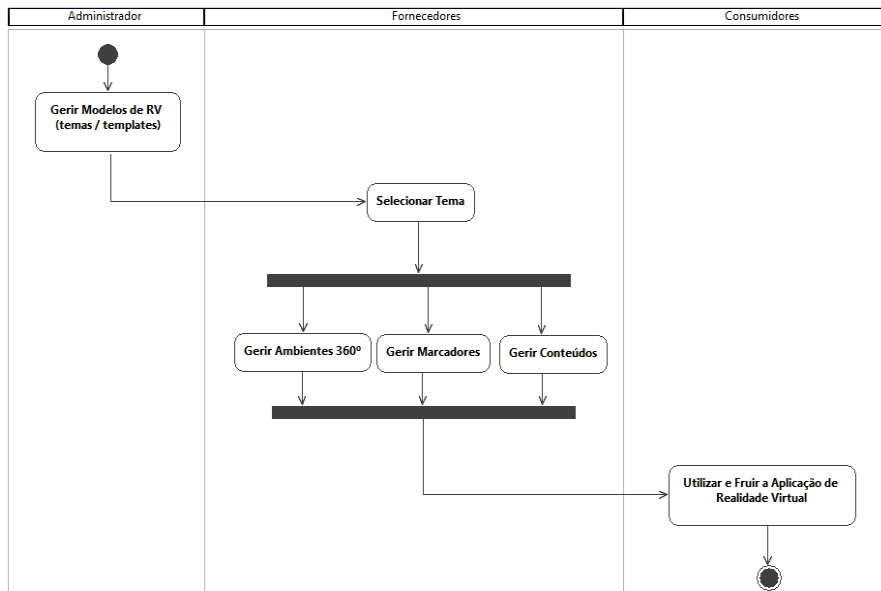 Administrador
Fornecedores
Consumidores
Gerir Modelos de RV
(temas / templates)
Selecionar Tema
Gerir Ambientes 360º
Gerir Marcadores
Gerir Conteúdos
Utilizar e Fruir a Aplicação de
Realidade Virtual